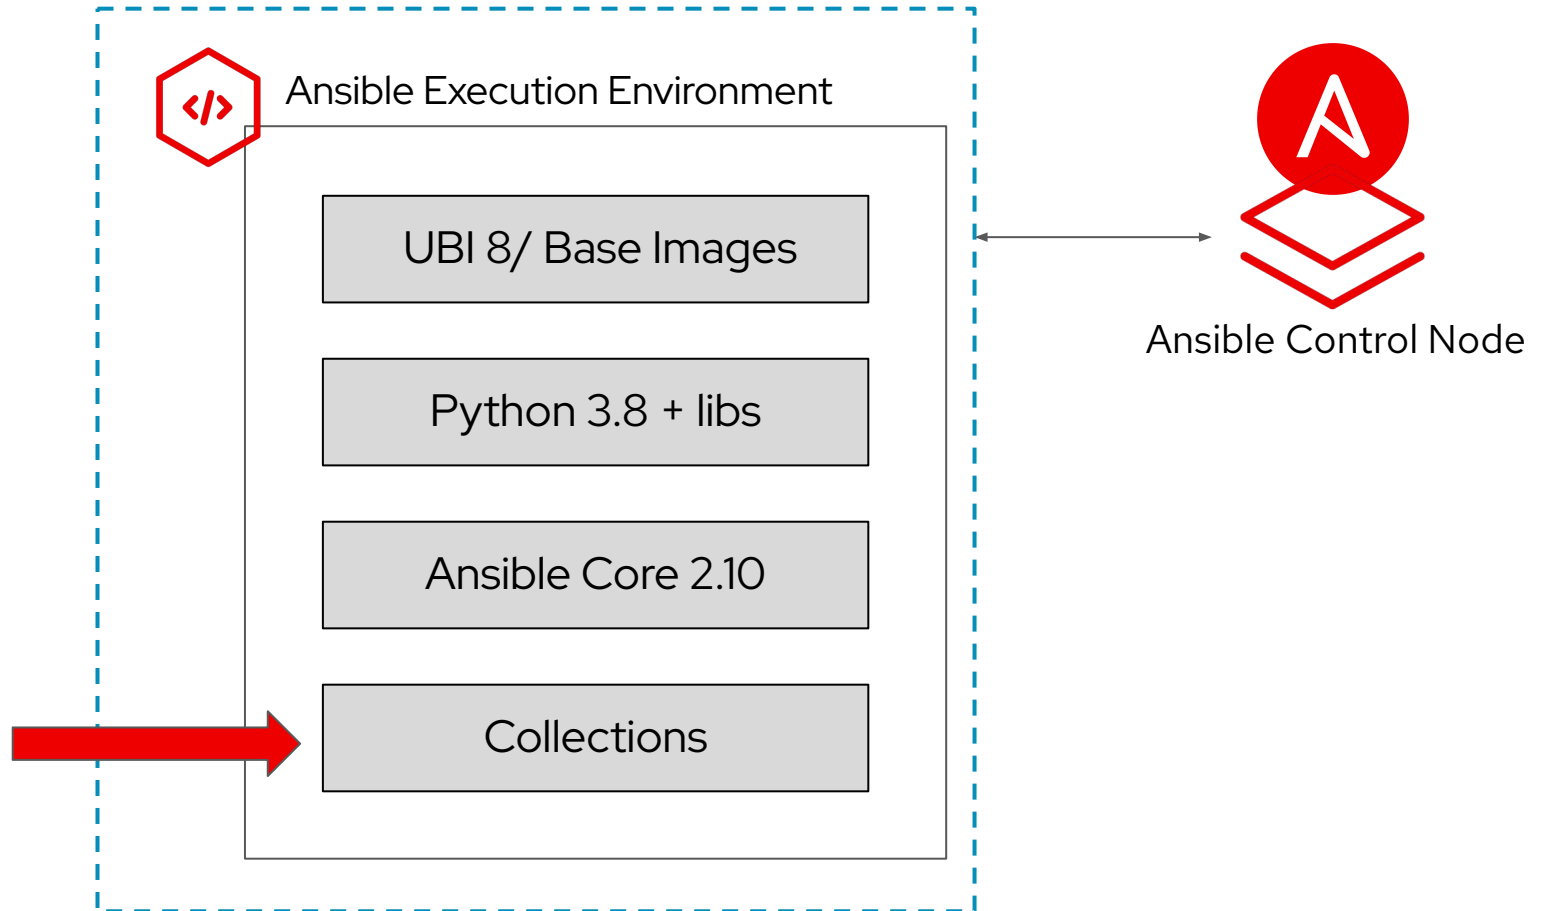 Ansible Execution Environment
UBI 8/ Base Images
Python 3.8 + libs
Ansible Core 2.10
Collections
Ansible Control Node